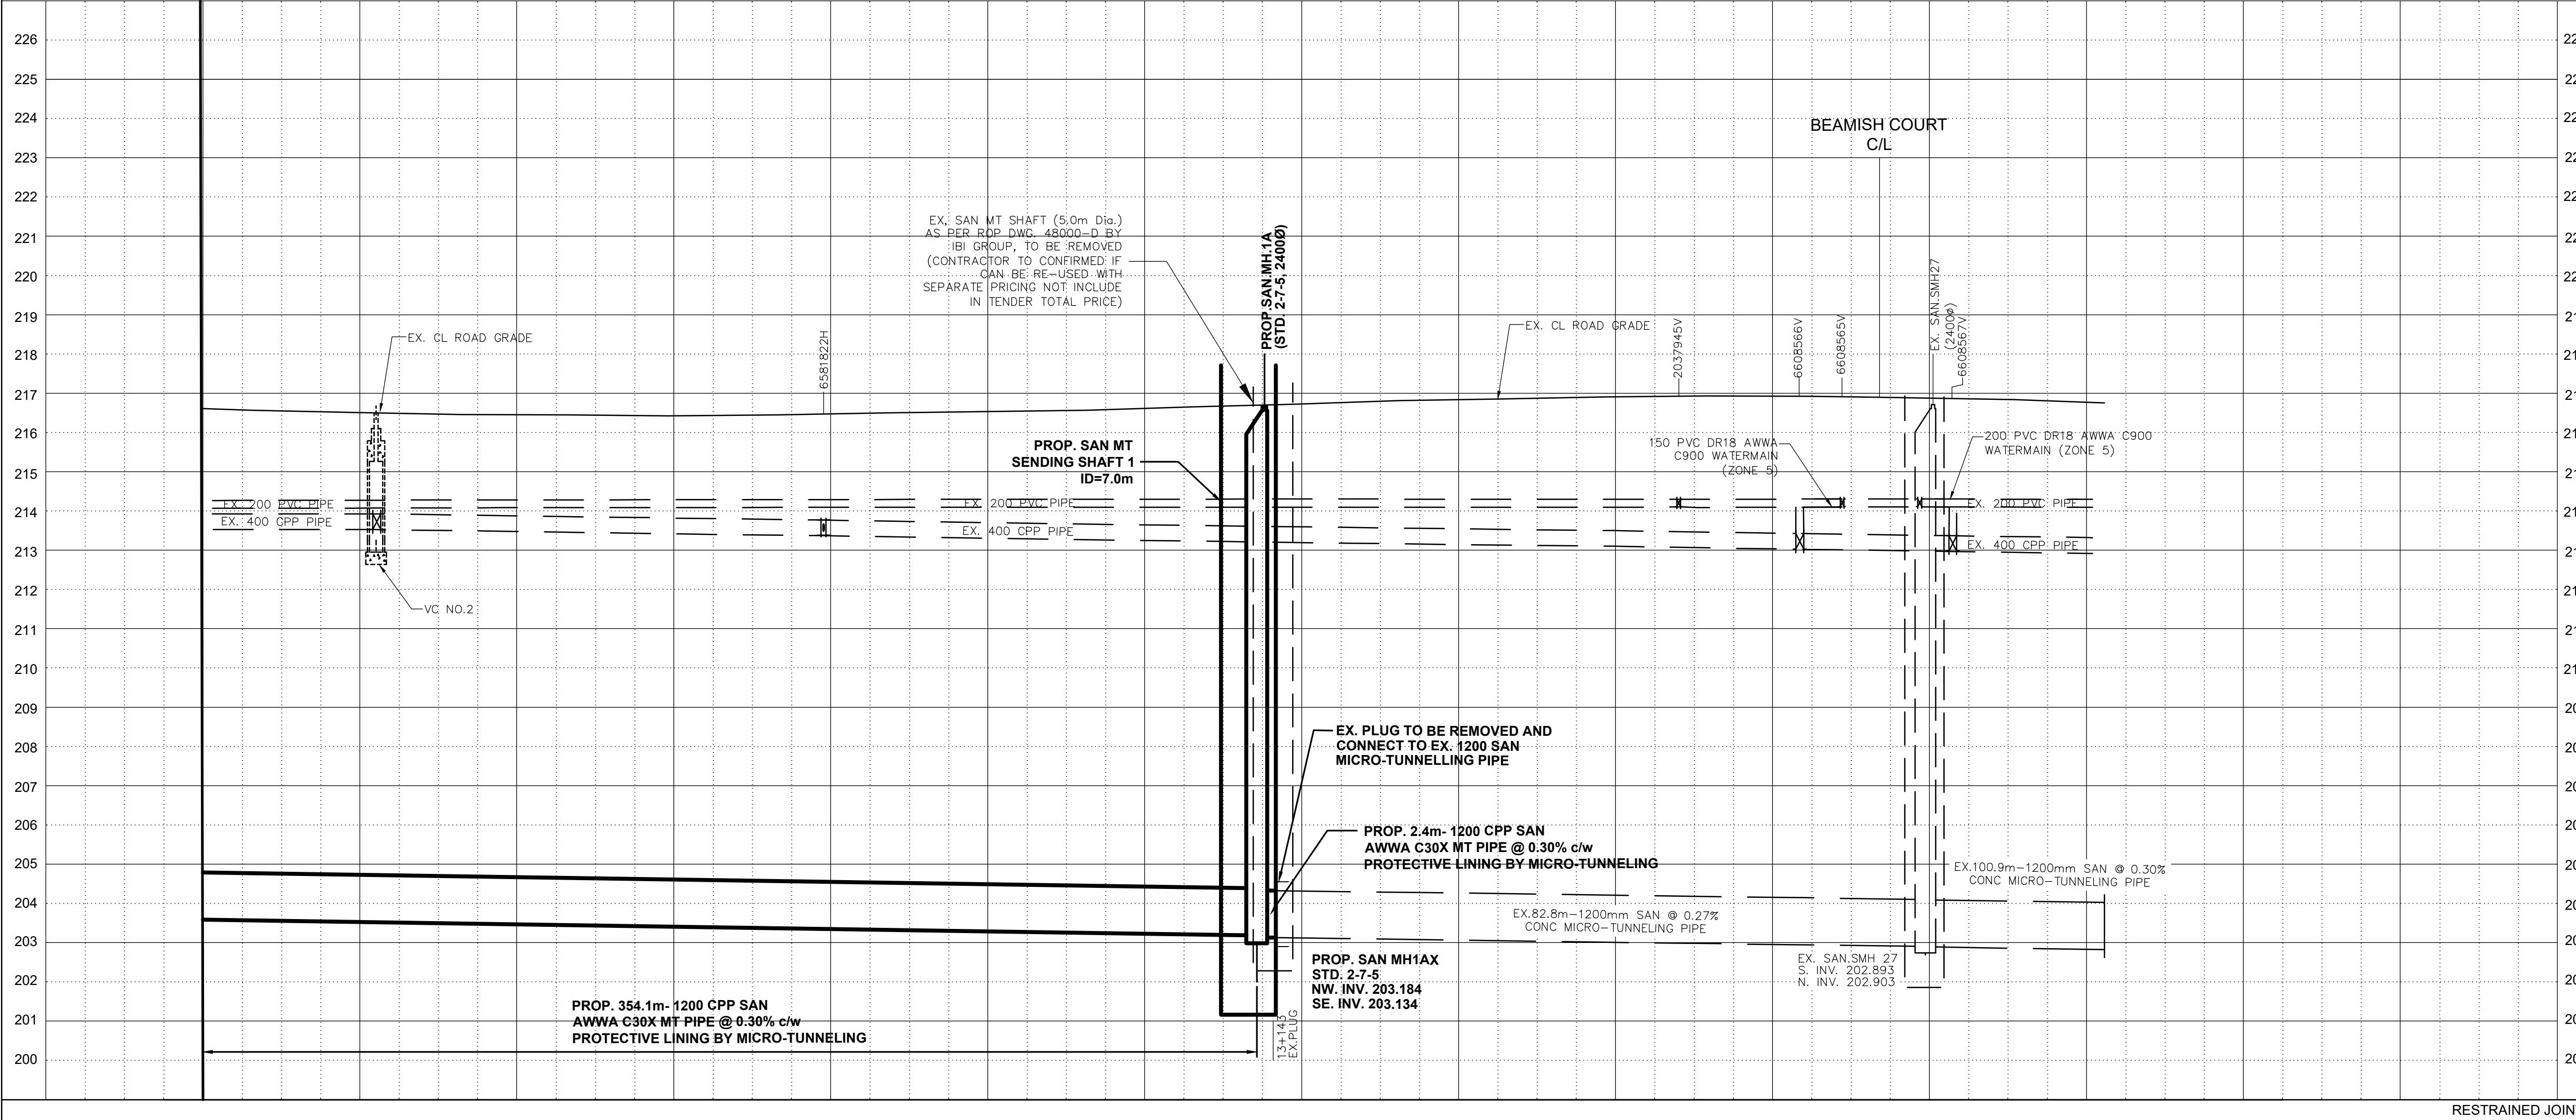 226
225
224
223
222
221
220
219
218
217
216
215
214
213
212
211
210
209
208
207
206
205
204
203
202
201
200
EX. CL ROAD GRADE
EX. 200 PVC PIPE
EX. 400 CPP PIPE
VC NO.2
6581822H
EX. SAN MT SHAFT (5.0m Dia.)
AS PER ROP DWG. 48000-D BY
IBI GROUP, TO BE REMOVED
(CONTRACTOR TO CONFIRMED IF
CAN BE RE-USED WITH
SEPARATE PRICING NOT INCLUDE
IN TENDER TOTAL PRICE)
PROP.SAN.MH.1A
(STD. 2-7-5, 2400Ø)
PROP. SAN MT
SENDING SHAFT 1
ID=7.0m
EX. 200 PVC PIPE
EX. 400 CPP PIPE
EX. CL ROAD GRADE
2037945V
6608566V
6608565V
BEAMISH COURT
C/L
EX. SAN.SMH27
(2400ø)
6608567V
150 PVC DR18 AWWA
C900 WATERMAIN
(ZONE 5)
200 PVC DR18 AWWA C900
WATERMAIN (ZONE 5)
EX. 200 PVC PIPE
EX. 400 CPP PIPE
EX. PLUG TO BE REMOVED AND
CONNECT TO EX. 1200 SAN
MICRO-TUNNELLING PIPE
PROP. 2.4m- 1200 CPP SAN
AWWA C30X MT PIPE @ 0.30% c/w
PROTECTIVE LINING BY MICRO-TUNNELING
EX.82.8m-1200mm SAN @ 0.27%
CONC MICRO-TUNNELING PIPE
EX.100.9m-1200mm SAN @ 0.30%
CONC MICRO-TUNNELING PIPE
PROP. SAN MH1AX
STD. 2-7-5
NW. INV. 203.184
SE. INV. 203.134
EX. SAN.SMH 27
S. INV. 202.893
N. INV. 202.903
13+143
EX.PLUG
PROP. 354.1m- 1200 CPP SAN
AWWA C30X MT PIPE @ 0.30% c/w
PROTECTIVE LINING BY MICRO-TUNNELING
RESTRAINED JOIN